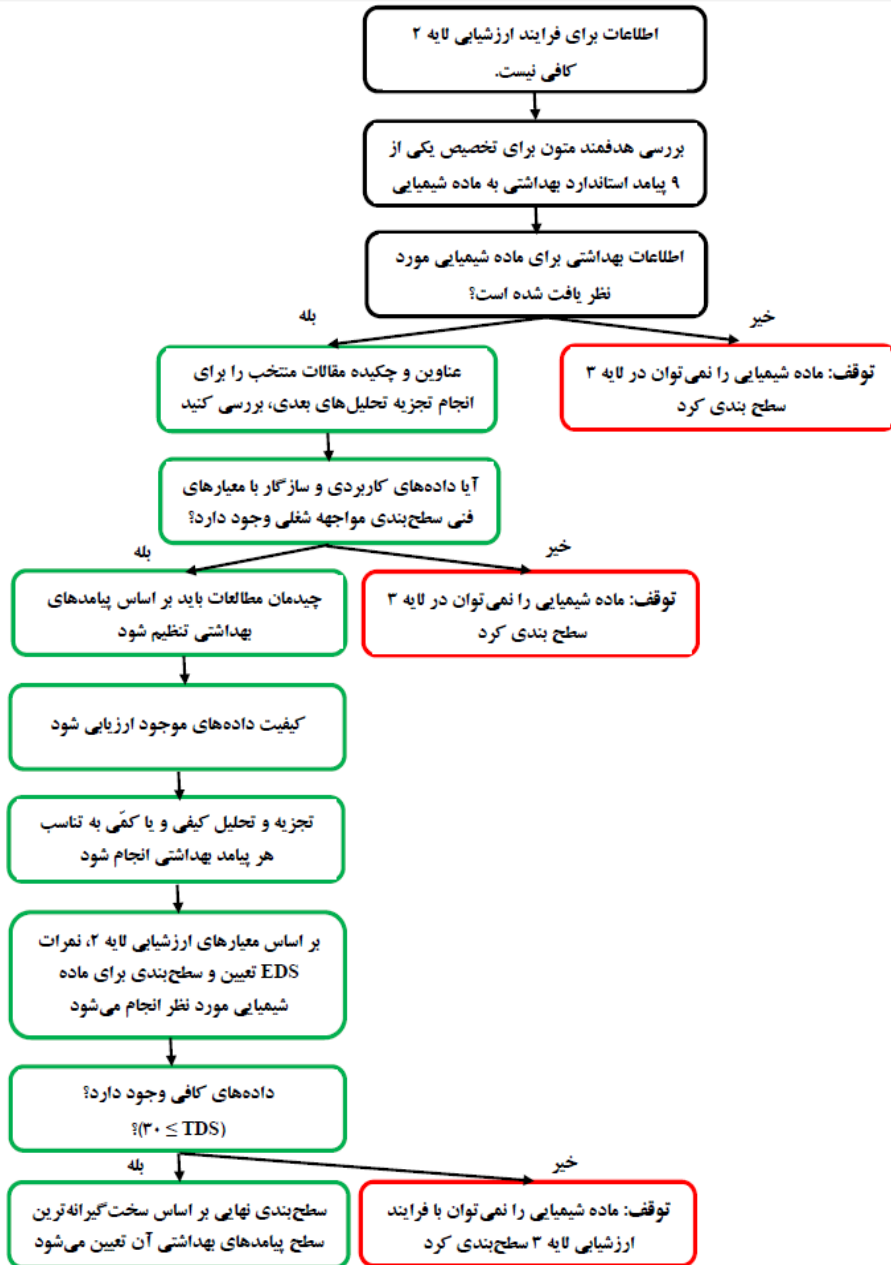 اطلاعات برای فرایند ارزشیابی لایه ۲
کافی نیست.
بررسی هدفمند متون برای تخصیص یکی از
۹ پیامد استاندارد بهداشتی به ماده شیمیایی
اطلاعات بهداشتی برای ماده شیمیایی مورد
نظر یافت شده است؟
خیر
بله
توقف: ماده شیمیایی را نمی‌توان در لایه ۳
سطح بندی کرد
عناوین و چکیده مقالات منتخب را برای
انجام تجزیه تحلیل‌های بعدی، بررسی کنید
آیا داده‌های کاربردی و سازگار با معیارهای
فنی سطح‌بندی مواجهه شغلی وجود دارد؟
خیر
بله
توقف: ماده شیمیایی را نمی‌توان در لایه ۳
سطح بندی کرد
چیدمان مطالعات باید بر اساس پیامدهای
بهداشتی تنظیم شود
کیفیت داده‌های موجود ارزیابی شود
تجزیه و تحلیل کیفی و یا کمّی به تناسب
هر پیامد بهداشتی انجام شود
بر اساس معیارهای ارزشیابی لایه ۲، نمرات
EDS تعیین و سطح‌بندی برای ماده
شیمیایی مورد نظر انجام می‌شود
داده‌های کافی وجود دارد؟
(۳۰ ≤ TDS)؟
خیر
بله
توقف: ماده شیمیایی را نمی‌توان با فرایند
ارزشیابی لایه ۳ سطح‌بندی کرد
سطح‌بندی نهایی بر اساس سخت‌گیرانه‌ترین
سطح پیامدهای بهداشتی آن تعیین می‌شود